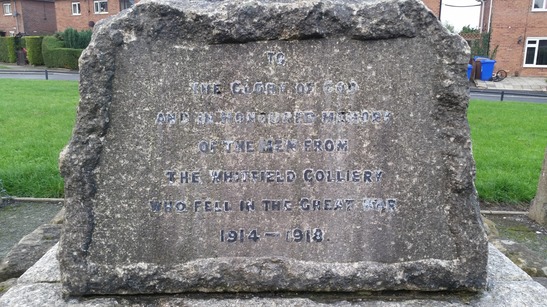 TO
THE GLORY OF GOD
AND IN HONOURED MEMORY
OF THE MEN FROM
THE WHITFIELD COLLIERY
WHO FELL IN THE GREAT WAR
1914 — 1918.